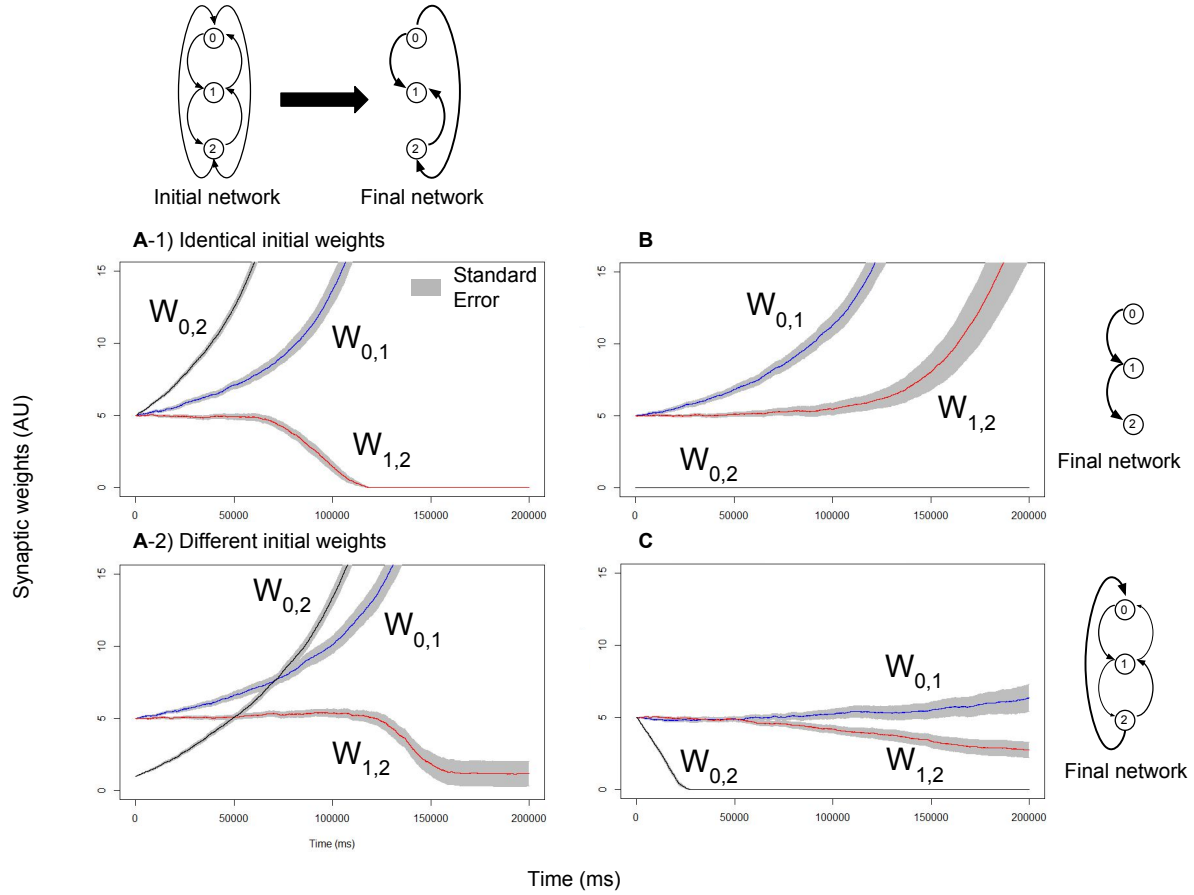 0
0
1
1
2
2
Initial network
Final network
A-1) Identical initial weights
B
15
10
5
0
Standard
Error
W0,2
W0,1
W1,2
0
50000
100000
150000
200000
15
10
5
0
W0,1
W1,2
W0,2
0
50000
100000
150000
200000
0
1
2
Final network
Synaptic weights (AU)
A-2) Different initial weights
C
15
10
5
0
W0,2
W0,1
W1,2
0
50000
100000
150000
200000
Time (ms)
15
10
5
0
W0,1
W1,2
W0,2
0
50000
100000
150000
200000
0
1
2
Final network
Time (ms)